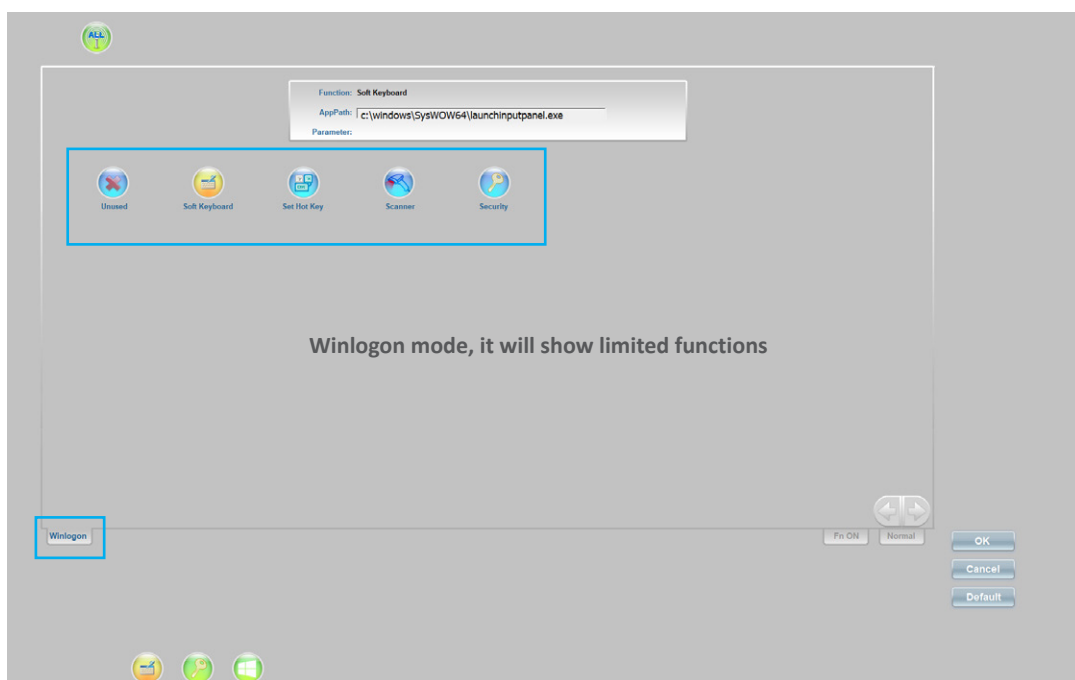 ALL
1
Function: Soft Keyboard
AppPath: c:\windows\SysWOW64\launchinputpanel.exe
Parameter:
Unused Soft Keyboard Set Hot Key Scanner Security
Winlogon mode, it will show limited functions
Winlogon Fn ON Normal
OK
Cancel
Default